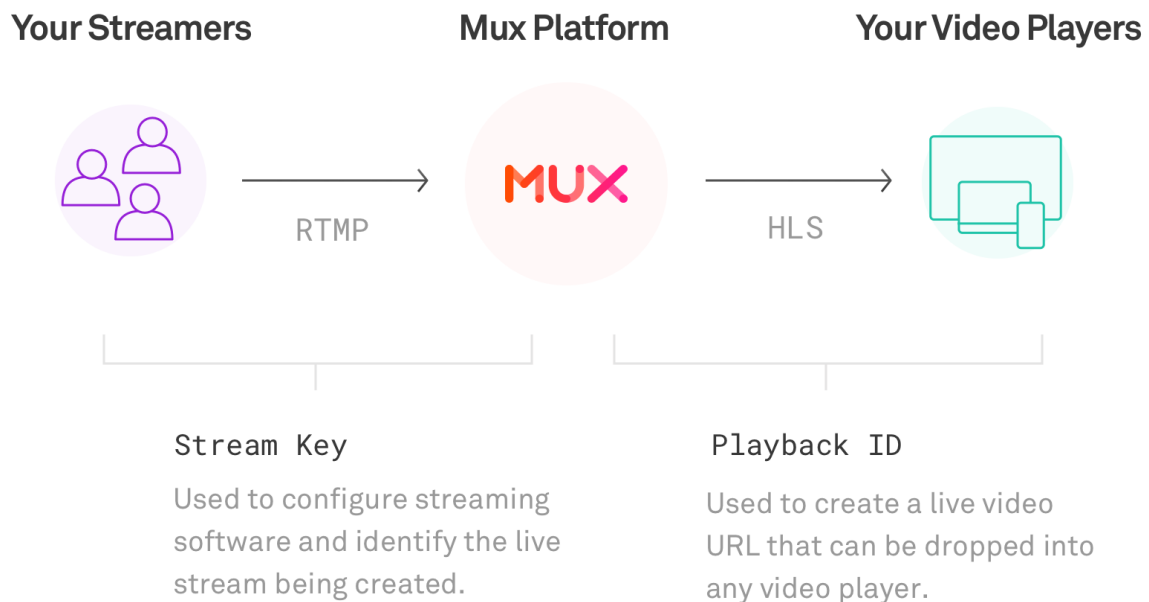 Your Streamers
Mux Platform
Your Video Players
MUX
RTMP
HLS
Stream Key
Used to configure streaming
software and identify the live
stream being created.
Playback ID
Used to create a live video
URL that can be dropped into
any video player.